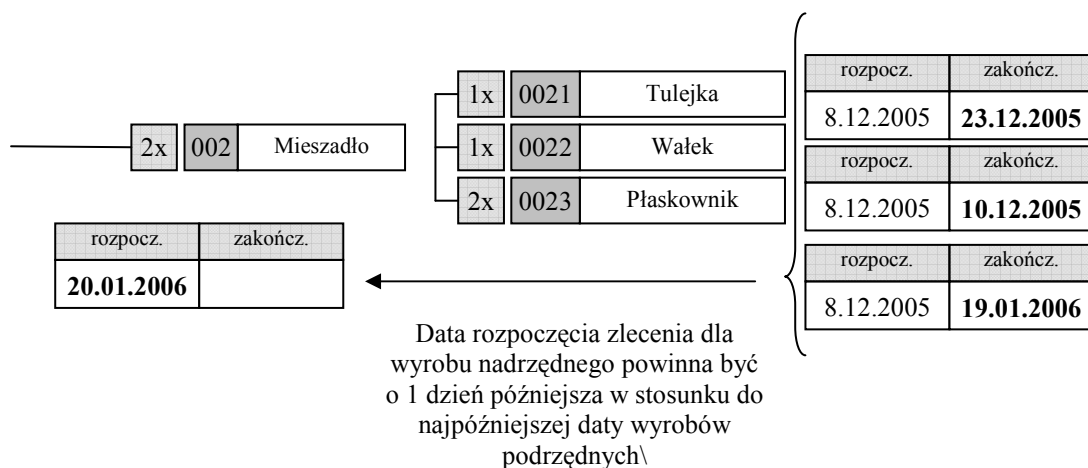 rozpocz. zakończ.
1x 0021 Tulejka
8.12.2005 23.12.2005
2x 002 Mieszadło
1x 0022 Wałek
rozpocz. zakończ.
2x 0023 Płaskownik
8.12.2005 10.12.2005
rozpocz. zakończ.
rozpocz. zakończ.
20.01.2006
8.12.2005 19.01.2006
Data rozpoczęcia zlecenia dla
wyrobu nadrzędnego powinna być
o 1 dzień późniejsza w stosunku do
najpóźniejszej daty wyrobów
podrzędnych\